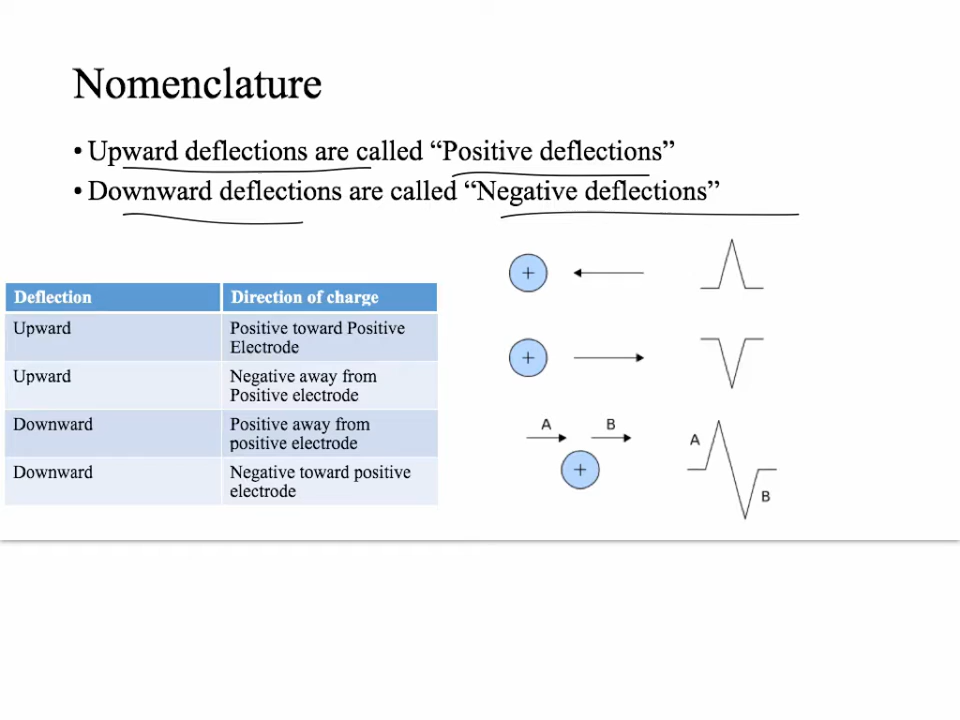 Nomenclature
• Upward deflections are called “Positive deflections”
• Downward deflections are called “Negative deflections”
Deflection Direction of charge
Upward Positive toward Positive
Electrode
Upward Negative away from
Positive electrode
Downward Positive away from
positive electrode
Downward Negative toward positive
electrode
+
+
A B
+
A
B